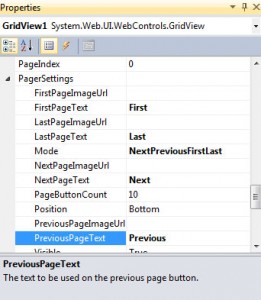 Properties
GridView1 System.Web.UI.WebControls.GridView
PageIndex 0
PagerSettings
FirstPageImageUrl
FirstPageText First
LastPageImageUrl
LastPageText Last
Mode NextPreviousFirstLast
NextPageImageUrl
NextPageText Next
PageButtonCount 10
Position Bottom
PreviousPageImageUrl
PreviousPageText Previous
Visible True
PreviousPageText
The text to be used on the previous page button.